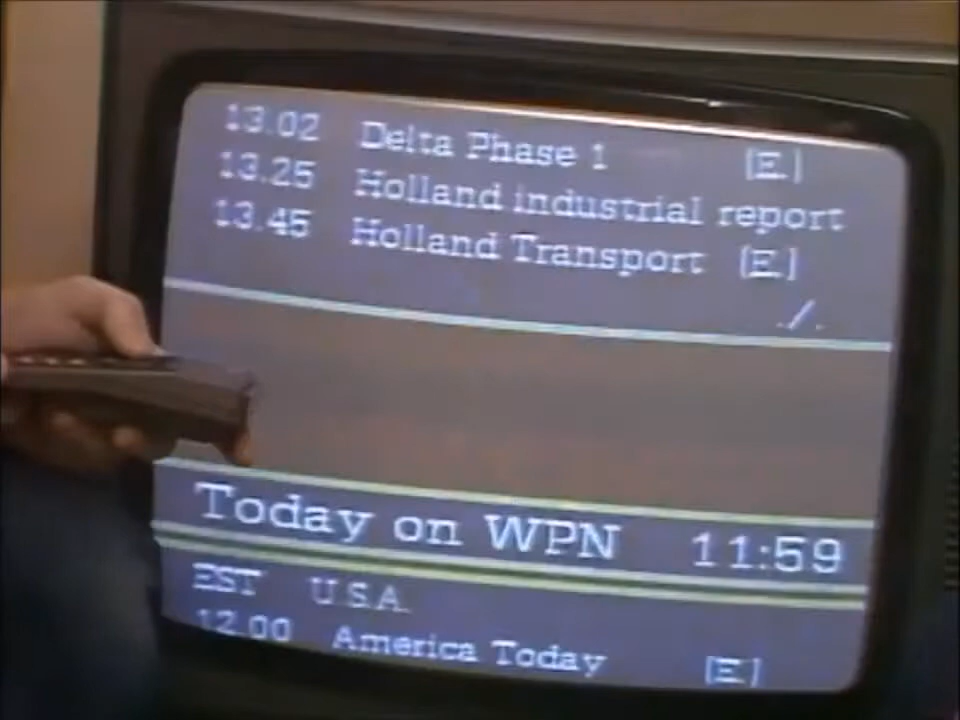 13.02 Delta Phase 1 [E.]
13.25 Holland industrial report
13.45 Holland Transport [E.]
./.
Today on WPN 11:59
EST U.S.A.
12.00 America Today [E.]